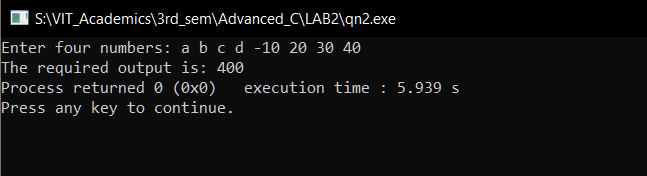 S:\VIT_Academics\3rd_sem\Advanced_C\LAB2\qn2.exe
Enter four numbers: a b c d -10 20 30 40
The required output is: 400
Process returned 0 (0x0)   execution time : 5.939 s
Press any key to continue.